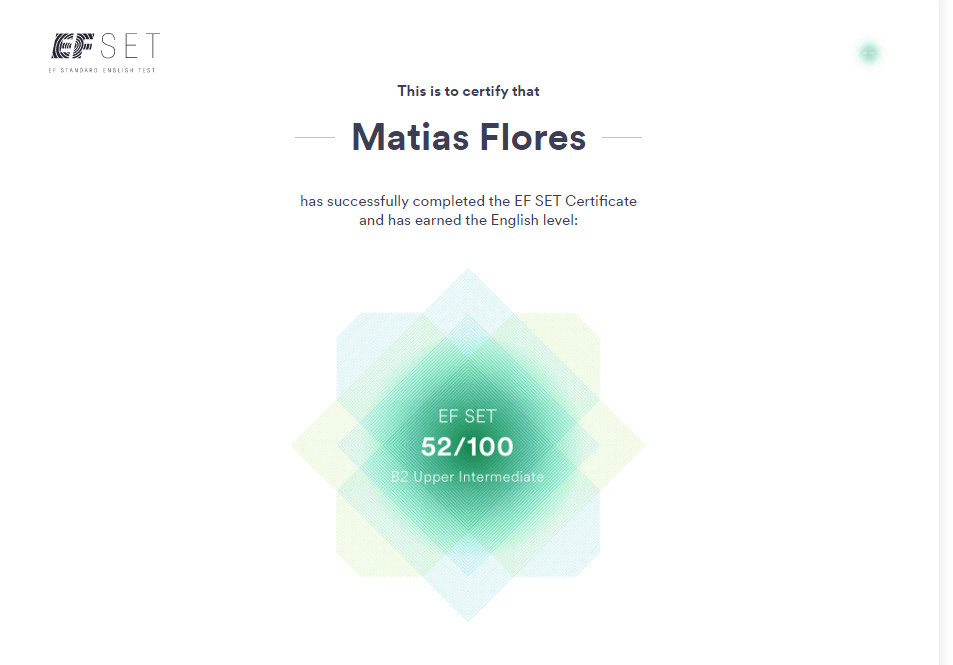 EF SET
EF STANDARD ENGLISH TEST
This is to certify that
Matias Flores
has successfully completed the EF SET Certificate
and has earned the English level:
EF SET
52/100
B2 Upper Intermediate